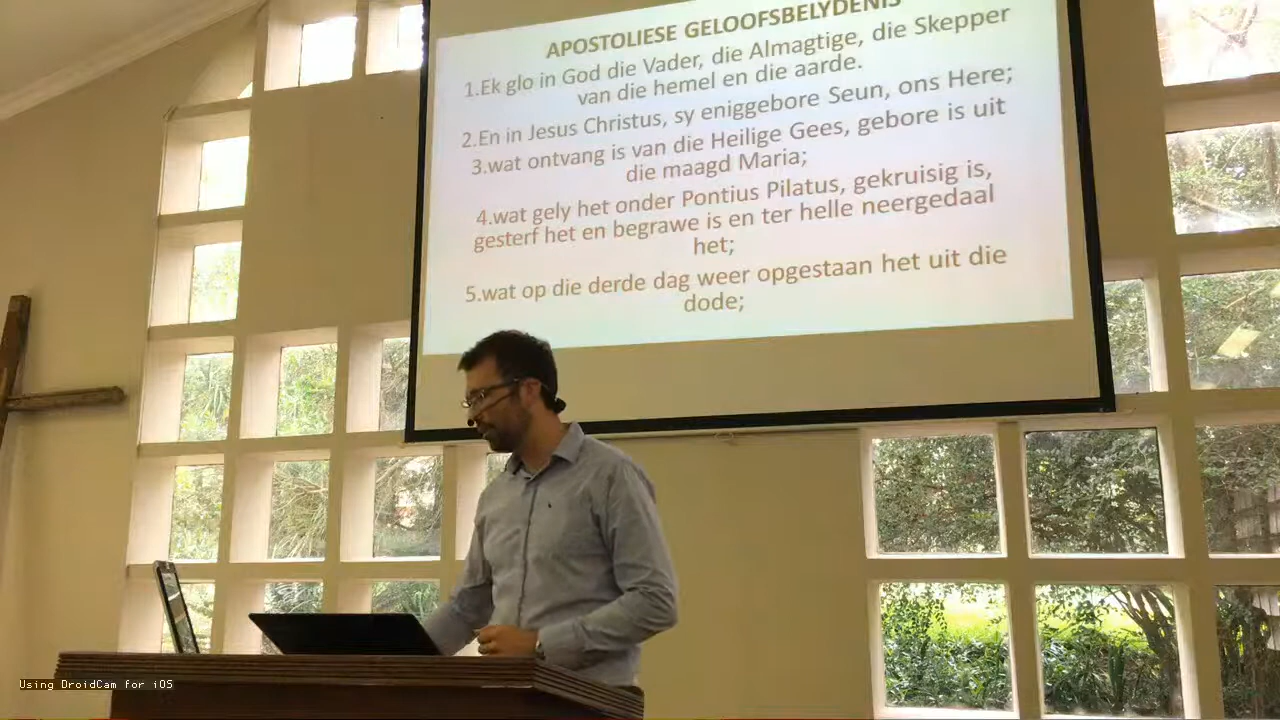 APOSTOLIESE GELOOFSBELYDENIS
1.Ek glo in God die Vader, die Almagtige, die Skepper
van die hemel en die aarde.
2.En in Jesus Christus, sy eniggebore Seun, ons Here;
3.wat ontvang is van die Heilige Gees, gebore is uit
die maagd Maria;
4.wat gely het onder Pontius Pilatus, gekruisig is,
gesterf het en begrawe is en ter helle neergedaal
het;
5.wat op die derde dag weer opgestaan het uit die
dode;
Using DroidCam for iOS